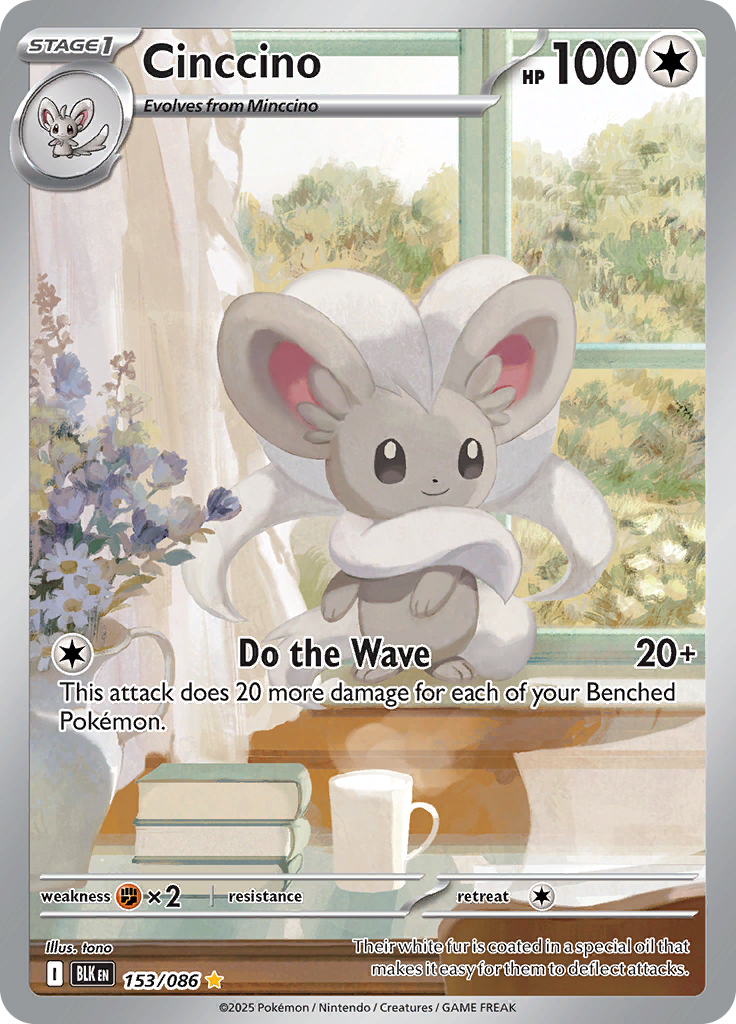 STAGE1
Cinccino
HP 100
Evolves from Minccino
Do the Wave 20+
This attack does 20 more damage for each of your Benched
Pokémon.
weakness ×2 resistance retreat
Illus. tono
Their white fur is coated in a special oil that
makes it easy for them to deflect attacks.
I BLK EN 153/086
©2025 Pokémon / Nintendo / Creatures / GAME FREAK